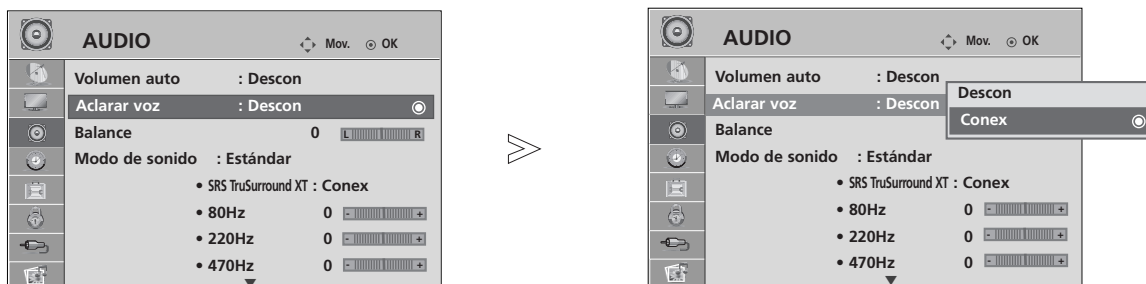 AUDIO Mov. OK
Volumen auto : Descon
Aclarar voz : Descon
Balance 0 L R
Modo de sonido : Estándar
• SRS TruSurround XT : Conex
• 80Hz 0 - +
• 220Hz 0 - +
• 470Hz 0 - +
AUDIO Mov. OK
Volumen auto : Descon
Aclarar voz : Descon
Descon
Conex
Balance
Modo de sonido : Estándar
• SRS TruSurround XT : Conex
• 80Hz 0 - +
• 220Hz 0 - +
• 470Hz 0 - +